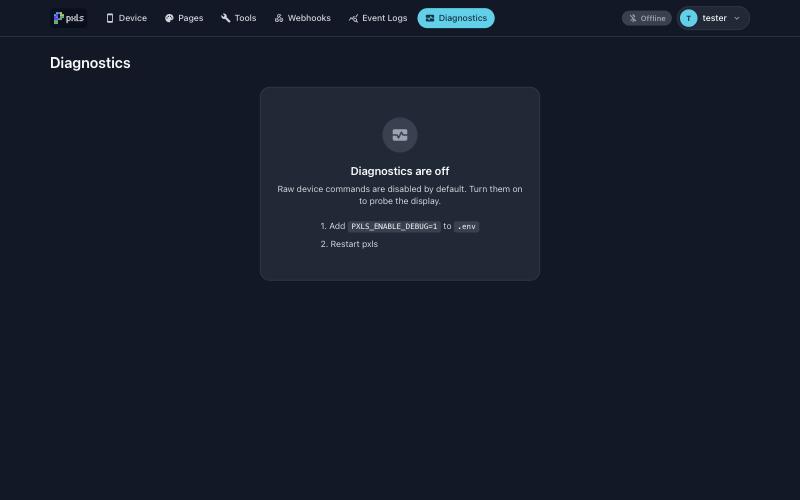 pxls
Device
Pages
Tools
Webhooks
Event Logs
Diagnostics
Offline
T
tester
Diagnostics
Diagnostics are off
Raw device commands are disabled by default. Turn them on
to probe the display.
1. Add PXLS_ENABLE_DEBUG=1 to .env
2. Restart pxls